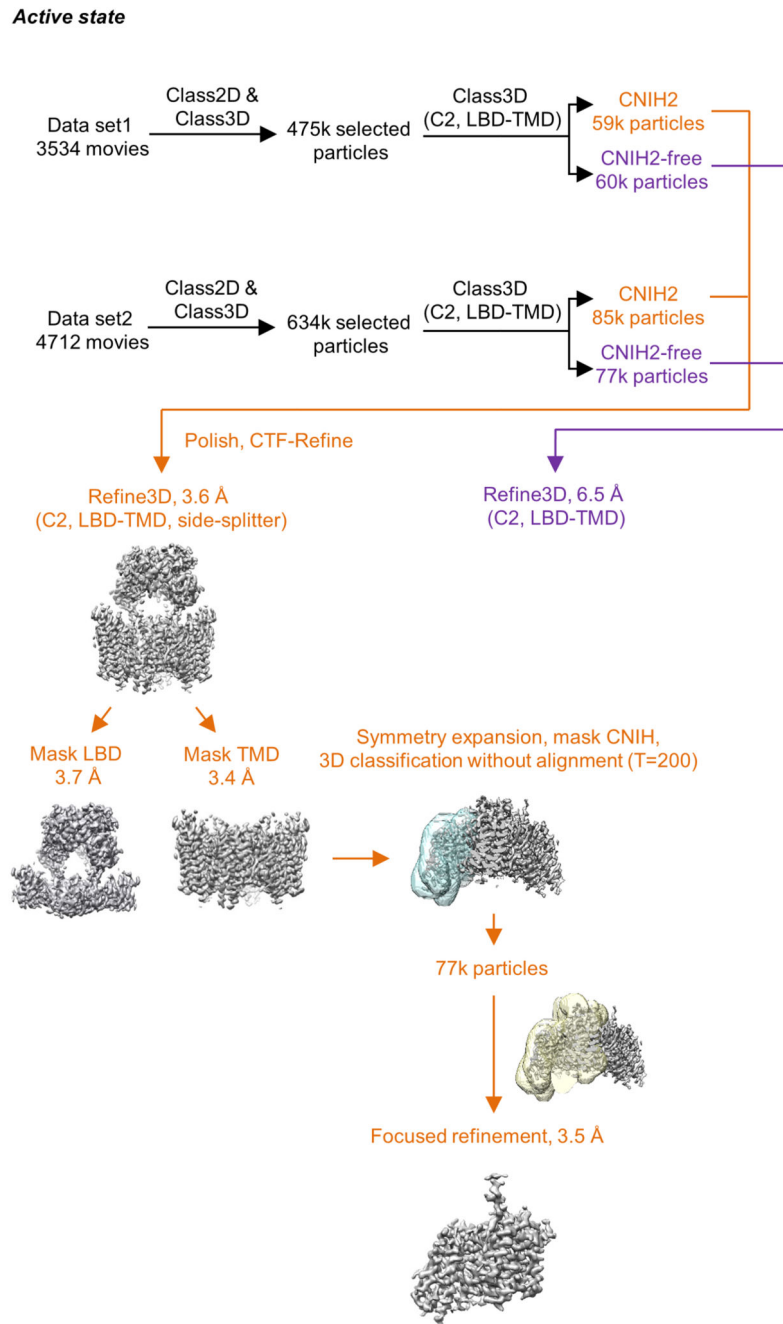 Active state
Data set1
3534 movies
Class2D &
Class3D
475k selected
particles
Class3D
(C2, LBD-TMD)
CNIH2
59k particles
CNIH2-free
60k particles
Data set2
4712 movies
Class2D &
Class3D
634k selected
particles
Class3D
(C2, LBD-TMD)
CNIH2
85k particles
CNIH2-free
77k particles
Polish, CTF-Refine
Refine3D, 3.6 Å
(C2, LBD-TMD, side-splitter)
Refine3D, 6.5 Å
(C2, LBD-TMD)
Mask LBD
3.7 Å
Mask TMD
3.4 Å
Symmetry expansion, mask CNIH,
3D classification without alignment (T=200)
77k particles
Focused refinement, 3.5 Å